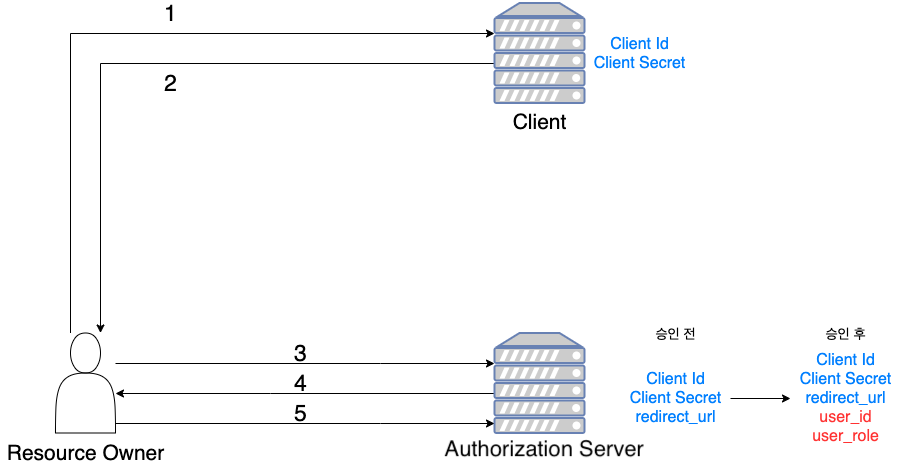 1
2
Client Id
Client Secret
Client
3
4
5
Resource Owner
Authorization Server
승인 전
Client Id
Client Secret
redirect_url
승인 후
Client Id
Client Secret
redirect_url
user_id
user_role